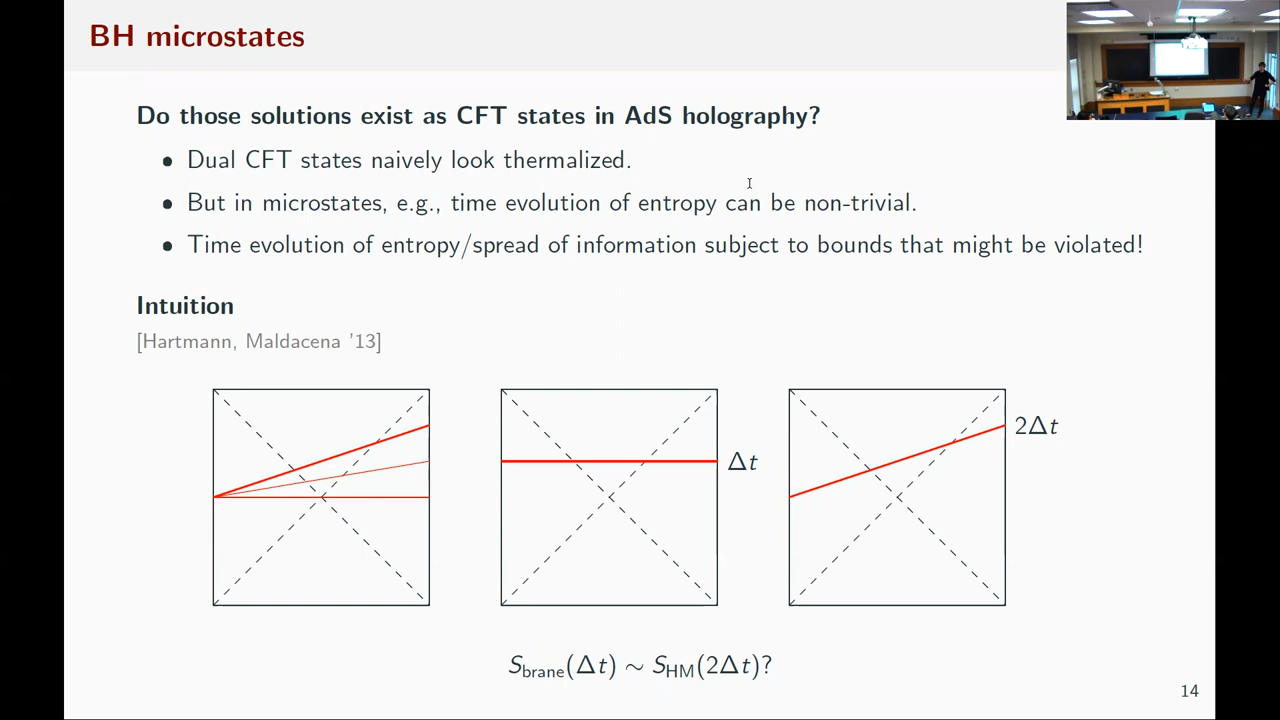 BH microstates
Do those solutions exist as CFT states in AdS holography?
• Dual CFT states naively look thermalized.
• But in microstates, e.g., time evolution of entropy can be non-trivial.
• Time evolution of entropy/spread of information subject to bounds that might be violated!
Intuition
[Hartmann, Maldacena '13]
Δt
2Δt
S_brane(Δt) ∼ S_HM(2Δt)?
14